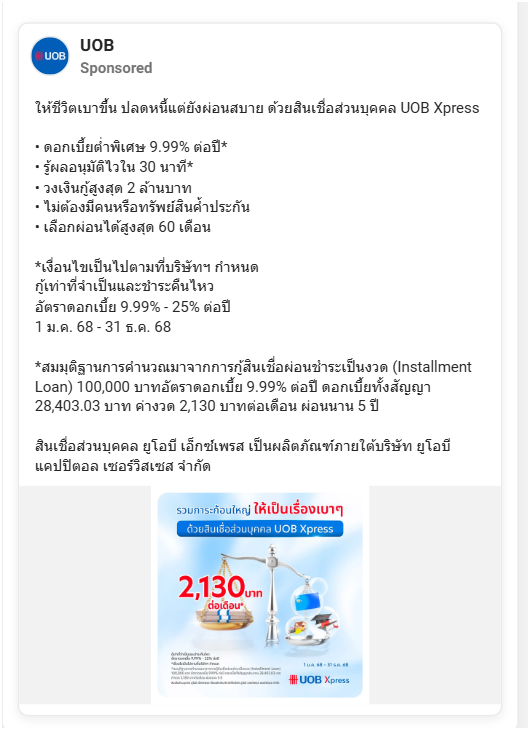 UOB
UOB
Sponsored
ให้ชีวิตเบาขึ้น ปลดหนี้แต่ยังผ่อนสบาย ด้วยสินเชื่อส่วนบุคคล UOB Xpress
• ดอกเบี้ยต่ำพิเศษ 9.99% ต่อปี*
• รู้ผลอนุมัติไวใน 30 นาที*
• วงเงินกู้สูงสุด 2 ล้านบาท
• ไม่ต้องมีคนหรือทรัพย์สินค้ำประกัน
• เลือกผ่อนได้สูงสุด 60 เดือน
*เงื่อนไขเป็นไปตามที่บริษัทฯ กำหนด
กู้เท่าที่จำเป็นและชำระคืนไหว
อัตราดอกเบี้ย 9.99% - 25% ต่อปี
1 ม.ค. 68 - 31 ธ.ค. 68
*สมมุติฐานการคำนวณมาจากการกู้สินเชื่อผ่อนชำระเป็นงวด (Installment
Loan) 100,000 บาทอัตราดอกเบี้ย 9.99% ต่อปี ดอกเบี้ยทั้งสัญญา
28,403.03 บาท ค่างวด 2,130 บาทต่อเดือน ผ่อนนาน 5 ปี
สินเชื่อส่วนบุคคล ยูโอบี เอ็กซ์เพรส เป็นผลิตภัณฑ์ภายใต้บริษัท ยูโอบี
แคปปิตอล เซอร์วิสเซส จำกัด
รวมภาระก้อนใหญ่ ให้เป็นเรื่องเบาๆ
ด้วยสินเชื่อส่วนบุคคล UOB Xpress
2,130 บาท
ต่อเดือน*
1 ม.ค. 68 - 31 ธ.ค. 68
UOB Xpress